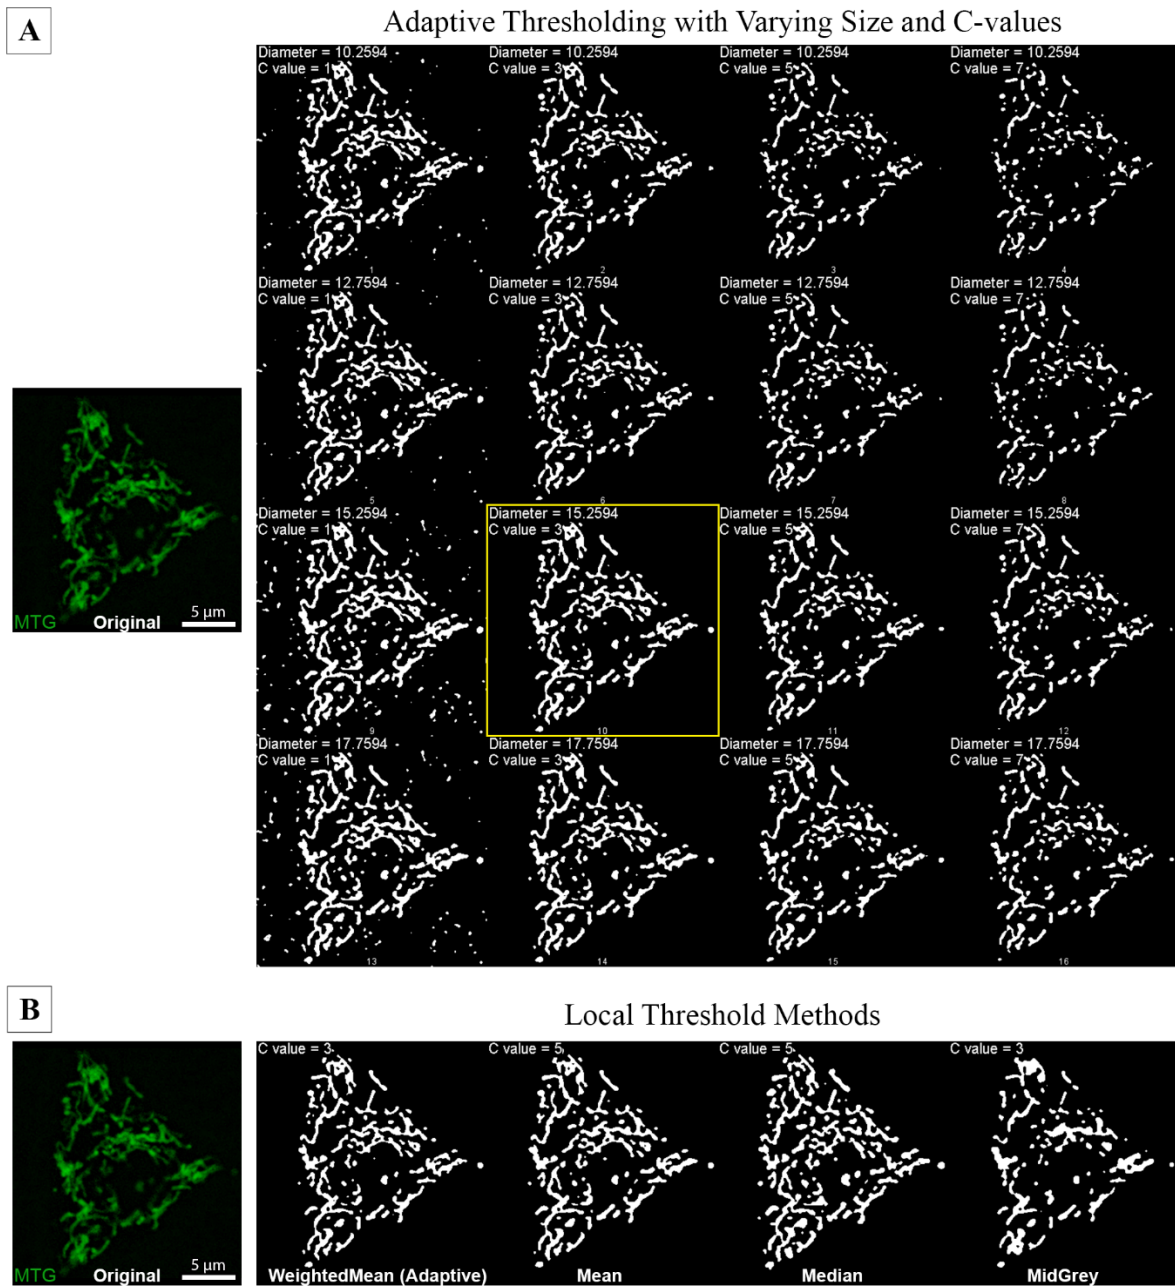 A
Adaptive Thresholding with Varying Size and C-values
Diameter = 10.2594
C value = 1
1
Diameter = 10.2594
C value = 3
2
Diameter = 10.2594
C value = 5
3
Diameter = 10.2594
C value = 7
4
Diameter = 12.7594
C value = 1
5
Diameter = 12.7594
C value = 3
6
Diameter = 12.7594
C value = 5
7
Diameter = 12.7594
C value = 7
8
MTG
Original
5 µm
Diameter = 15.2594
C value = 1
9
Diameter = 15.2594
C value = 3
10
Diameter = 15.2594
C value = 5
11
Diameter = 15.2594
C value = 7
12
Diameter = 17.7594
C value = 1
13
Diameter = 17.7594
C value = 3
14
Diameter = 17.7594
C value = 5
15
Diameter = 17.7594
C value = 7
16
B
Local Threshold Methods
MTG
Original
5 µm
C value = 3
WeightedMean (Adaptive)
C value = 5
Mean
C value = 5
Median
C value = 3
MidGrey